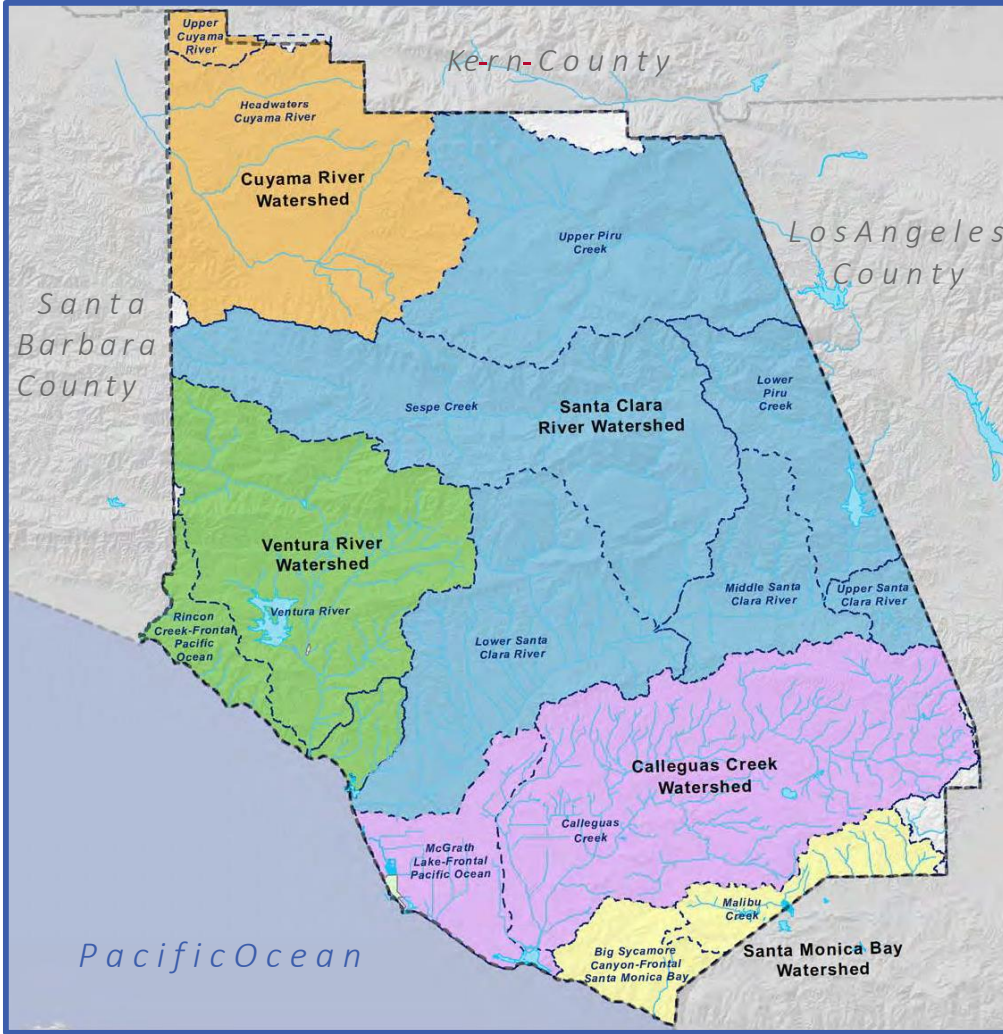 Upper
Cuyama
River
Kern County
Headwaters
Cuyama River
Cuyama River
Watershed
Upper Piru
Creek
Los Angeles
County
Santa
Barbara
County
Lower
Piru
Creek
Sespe Creek
Santa Clara
River Watershed
Ventura River
Watershed
Middle Santa
Clara River
Upper Santa
Clara River
Ventura River
Rincon
Creek-Frontal
Pacific
Ocean
Lower Santa
Clara River
Calleguas Creek
Watershed
Calleguas
Creek
McGrath
Lake-Frontal
Pacific Ocean
Malibu
Creek
Big Sycamore
Canyon-Frontal
Santa Monica Bay
Santa Monica Bay
Watershed
Pacific Ocean